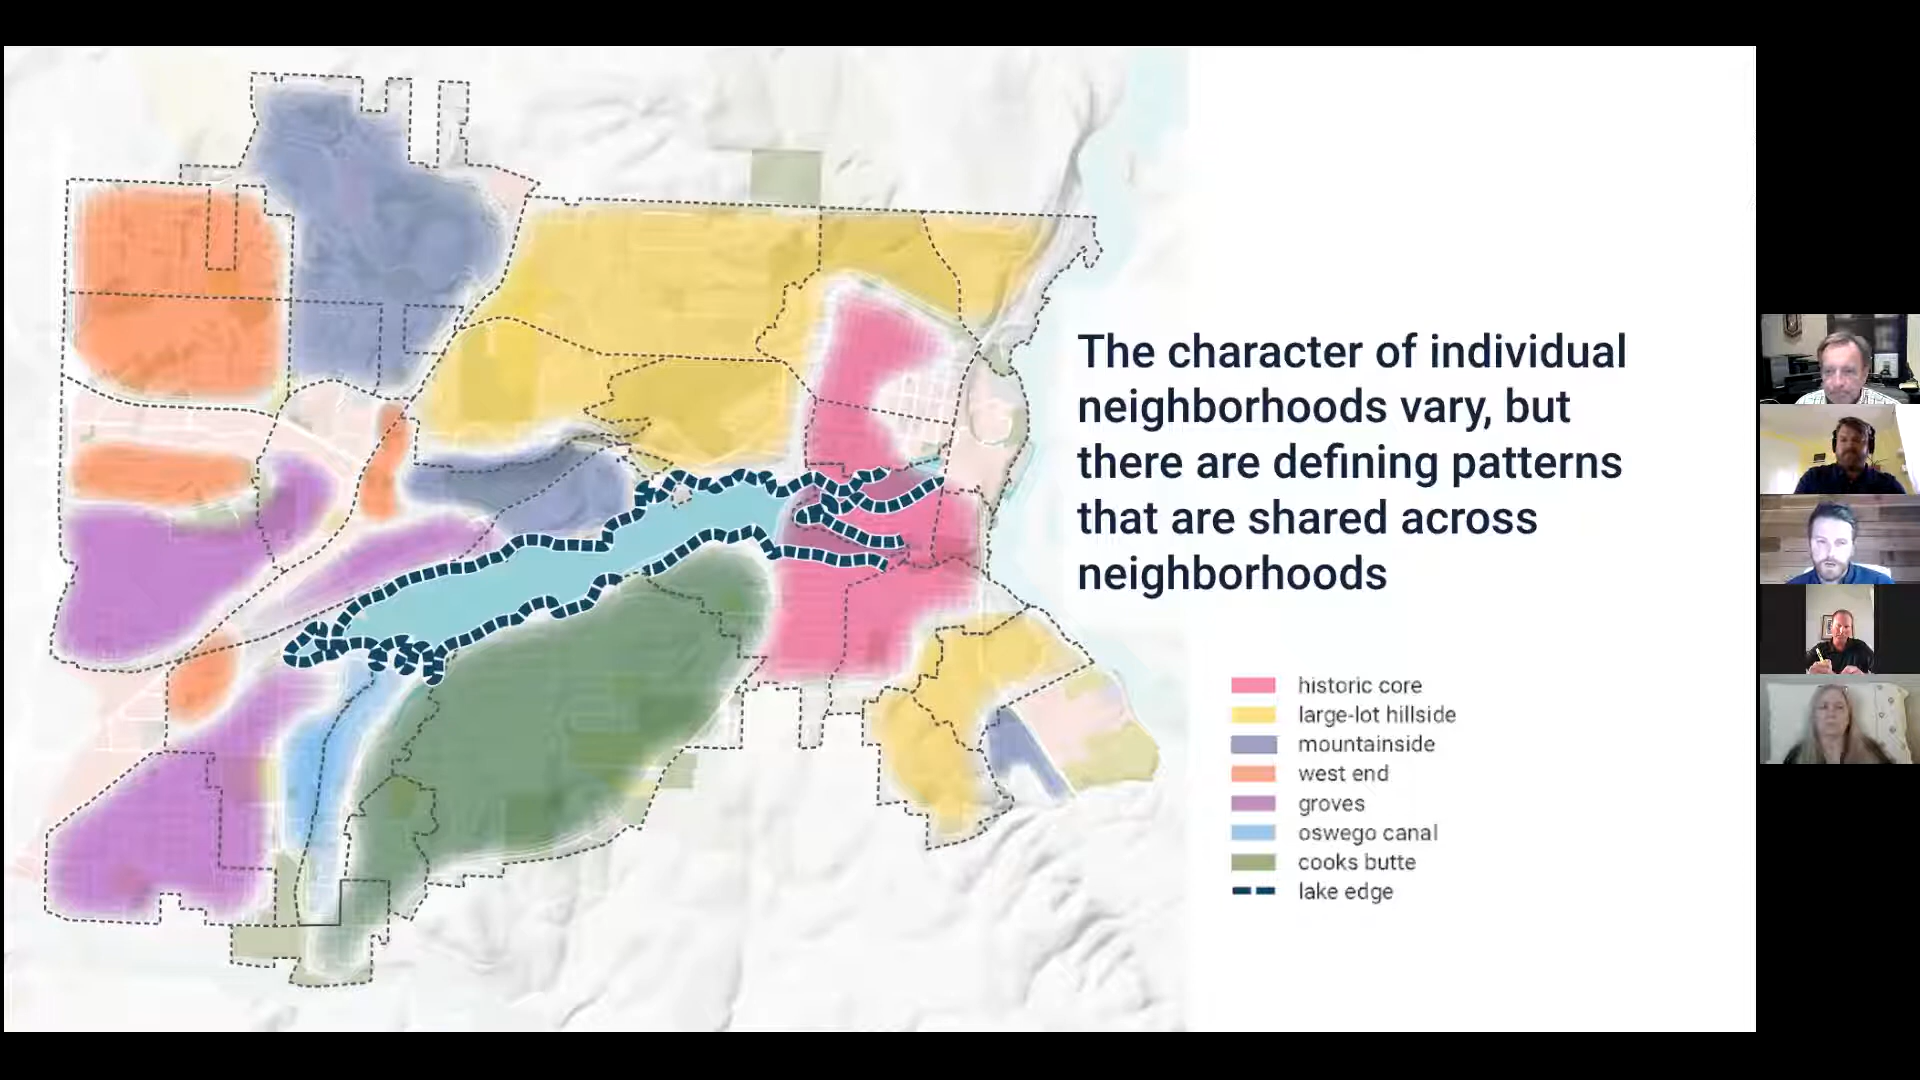 The character of individual
neighborhoods vary, but
there are defining patterns
that are shared across
neighborhoods
historic core
large-lot hillside
mountainside
west end
groves
oswego canal
cooks butte
lake edge